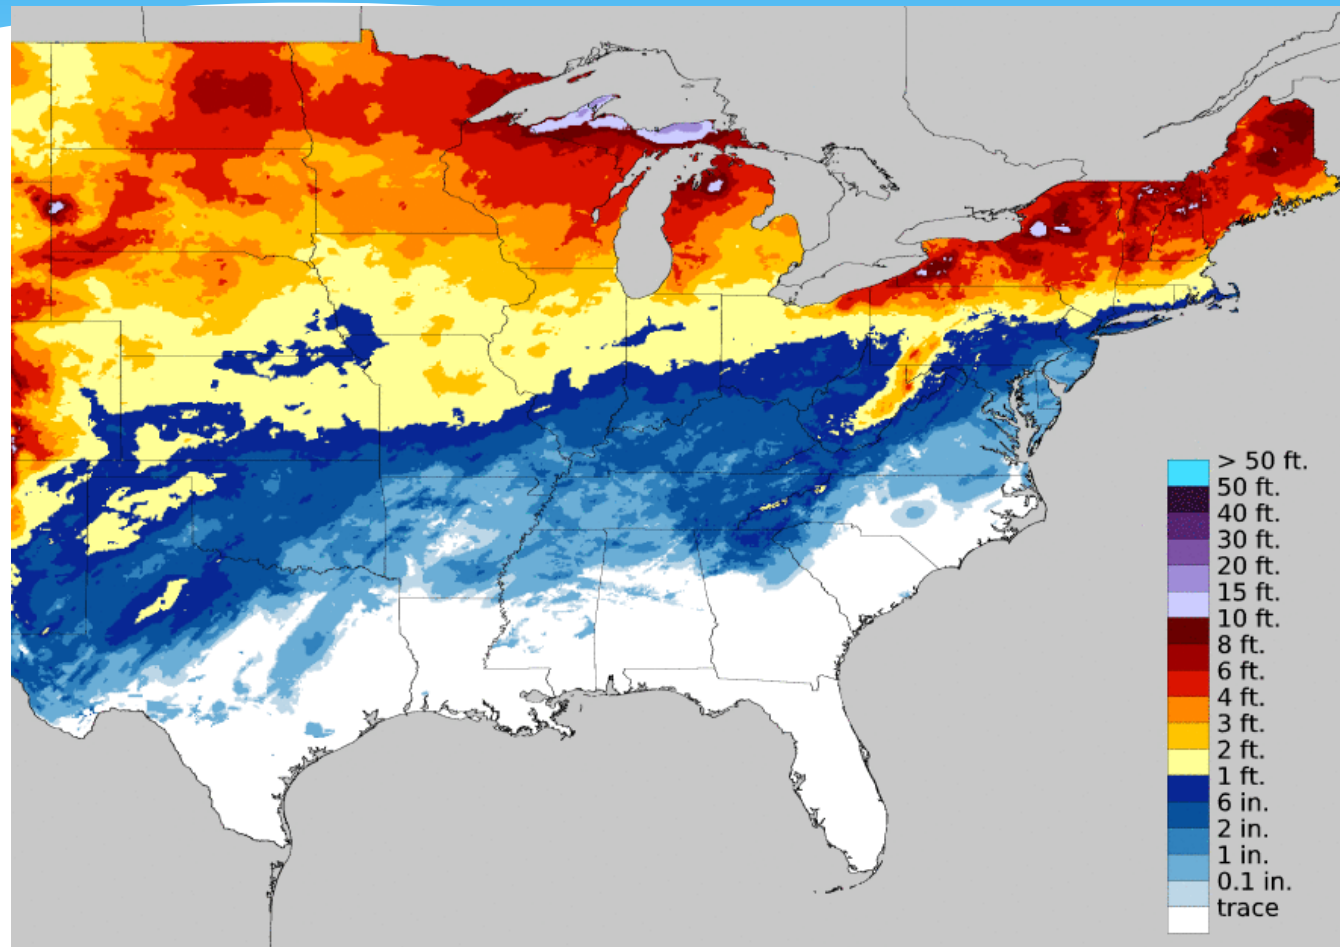 > 50 ft.
50 ft.
40 ft.
30 ft.
20 ft.
15 ft.
10 ft.
8 ft.
6 ft.
4 ft.
3 ft.
2 ft.
1 ft.
6 in.
2 in.
1 in.
0.1 in.
trace